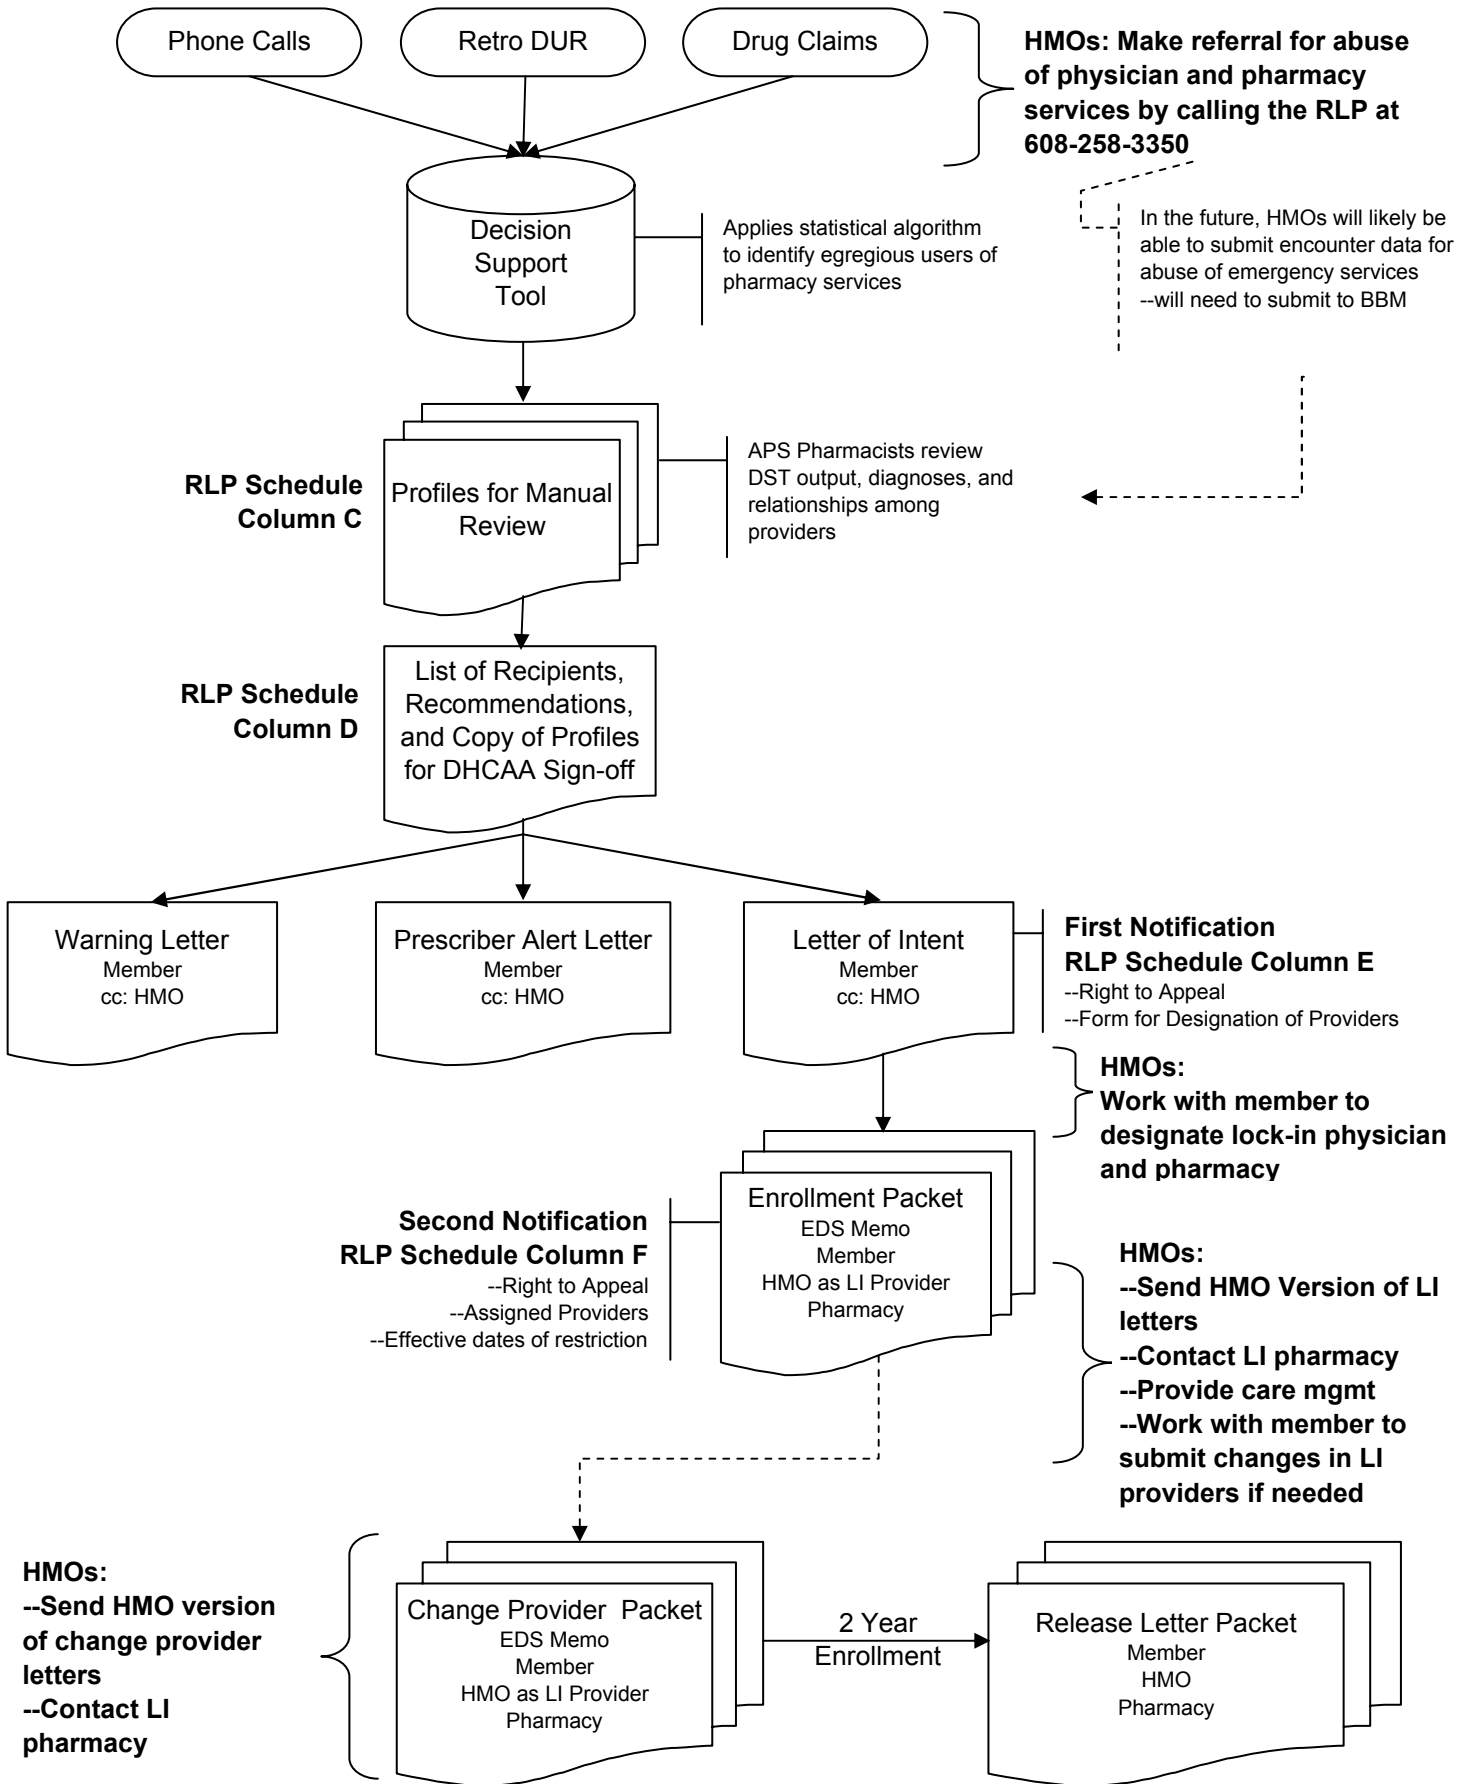 Phone Calls
Retro DUR
Drug Claims
HMOs: Make referral for abuse
of physician and pharmacy
services by calling the RLP at
608-258-3350
Decision
Support
Tool
Applies statistical algorithm
to identify egregious users of
pharmacy services
In the future, HMOs will likely be
able to submit encounter data for
abuse of emergency services
--will need to submit to BBM
RLP Schedule
Column C
Profiles for Manual
Review
APS Pharmacists review
DST output, diagnoses, and
relationships among
providers
RLP Schedule
Column D
List of Recipients,
Recommendations,
and Copy of Profiles
for DHCAA Sign-off
Warning Letter
Member
cc: HMO
Prescriber Alert Letter
Member
cc: HMO
Letter of Intent
Member
cc: HMO
First Notification
RLP Schedule Column E
--Right to Appeal
--Form for Designation of Providers
HMOs:
Work with member to
designate lock-in physician
and pharmacy
Second Notification
RLP Schedule Column F
--Right to Appeal
--Assigned Providers
--Effective dates of restriction
Enrollment Packet
EDS Memo
Member
HMO as LI Provider
Pharmacy
HMOs:
--Send HMO Version of LI
letters
--Contact LI pharmacy
--Provide care mgmt
--Work with member to
submit changes in LI
providers if needed
HMOs:
--Send HMO version
of change provider
letters
--Contact LI
pharmacy
Change Provider Packet
EDS Memo
Member
HMO as LI Provider
Pharmacy
2 Year
Enrollment
Release Letter Packet
Member
HMO
Pharmacy